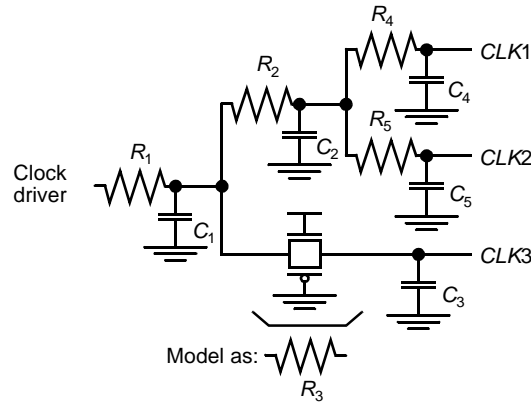 R4
CLK1
R2
C4
C2
R5
R1
Clock
driver
CLK2
C5
C1
CLK3
C3
Model as:
R3